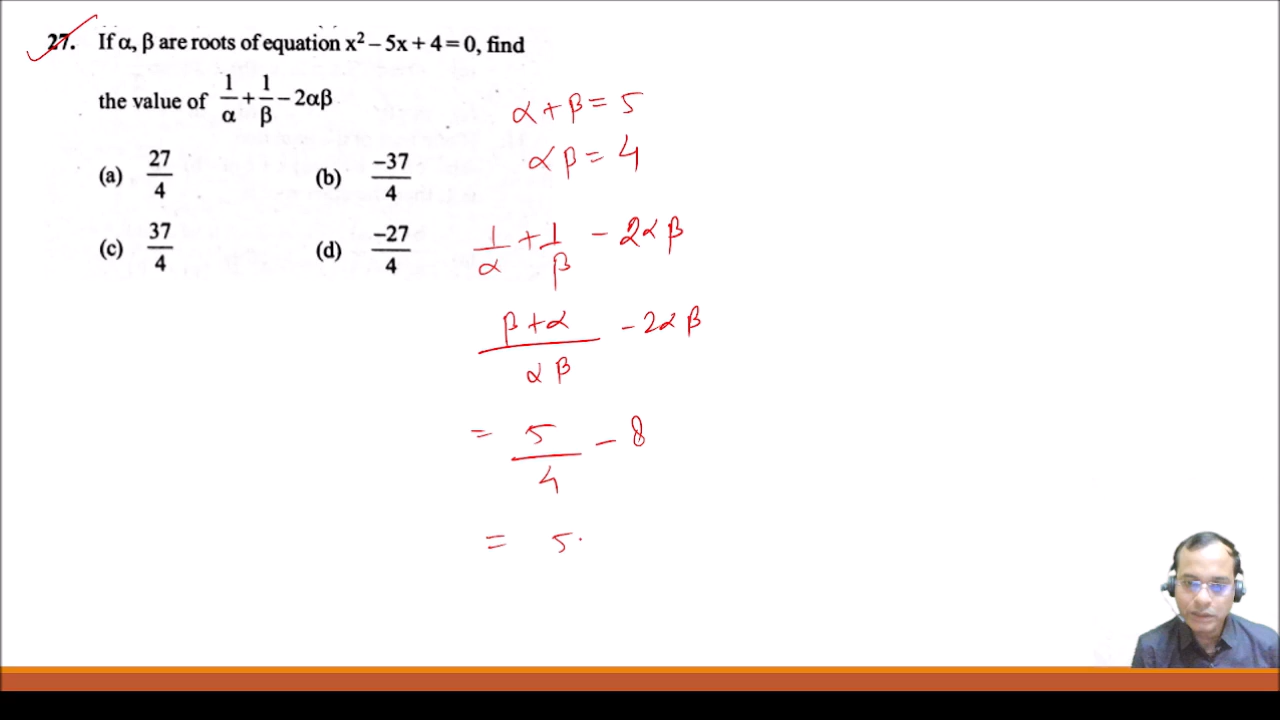 27. If α, β are roots of equation x² – 5x + 4 = 0, find
the value of 1/α + 1/β – 2αβ
(a) 27/4 (b) –37/4
(c) 37/4 (d) –27/4
α + β = 5
αβ = 4
1/α + 1/β – 2αβ
β + α / αβ – 2αβ
= 5/4 – 8
= 5